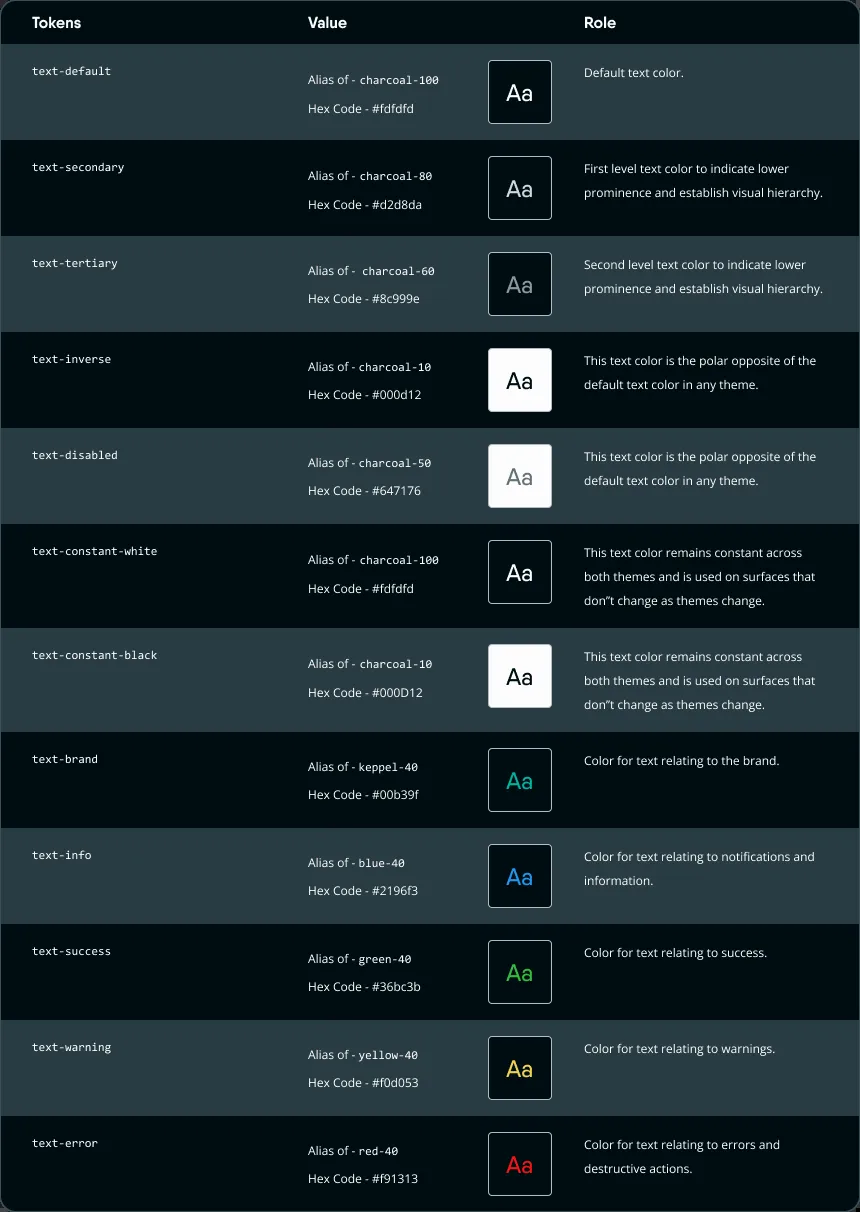 Tokens Value Role
text-default
Alias of - charcoal-100
Hex Code - #fdfdfd
Aa
Default text color.
text-secondary
Alias of - charcoal-80
Hex Code - #d2d8da
Aa
First level text color to indicate lower
prominence and establish visual hierarchy.
text-tertiary
Alias of - charcoal-60
Hex Code - #8c999e
Aa
Second level text color to indicate lower
prominence and establish visual hierarchy.
text-inverse
Alias of - charcoal-10
Hex Code - #000d12
Aa
This text color is the polar opposite of the
default text color in any theme.
text-disabled
Alias of - charcoal-50
Hex Code - #647176
Aa
This text color is the polar opposite of the
default text color in any theme.
text-constant-white
Alias of - charcoal-100
Hex Code - #fdfdfd
Aa
This text color remains constant across
both themes and is used on surfaces that
don”t change as themes change.
text-constant-black
Alias of - charcoal-10
Hex Code - #000D12
Aa
This text color remains constant across
both themes and is used on surfaces that
don”t change as themes change.
text-brand
Alias of - keppel-40
Hex Code - #00b39f
Aa
Color for text relating to the brand.
text-info
Alias of - blue-40
Hex Code - #2196f3
Aa
Color for text relating to notifications and
information.
text-success
Alias of - green-40
Hex Code - #36bc3b
Aa
Color for text relating to success.
text-warning
Alias of - yellow-40
Hex Code - #f0d053
Aa
Color for text relating to warnings.
text-error
Alias of - red-40
Hex Code - #f91313
Aa
Color for text relating to errors and
destructive actions.